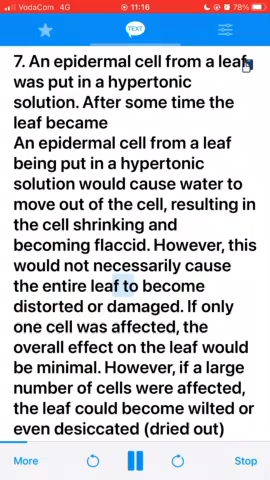 VodaCom 4G
11:16
78%
TEXT
7. An epidermal cell from a leaf
was put in a hypertonic
solution. After some time the
leaf became
An epidermal cell from a leaf
being put in a hypertonic
solution would cause water to
move out of the cell, resulting in
the cell shrinking and
becoming flaccid. However, this
would not necessarily cause
the entire leaf to become
distorted or damaged. If only
one cell was affected, the
overall effect on the leaf would
be minimal. However, if a large
number of cells were affected,
the leaf could become wilted or
even desiccated (dried out)
More
Stop